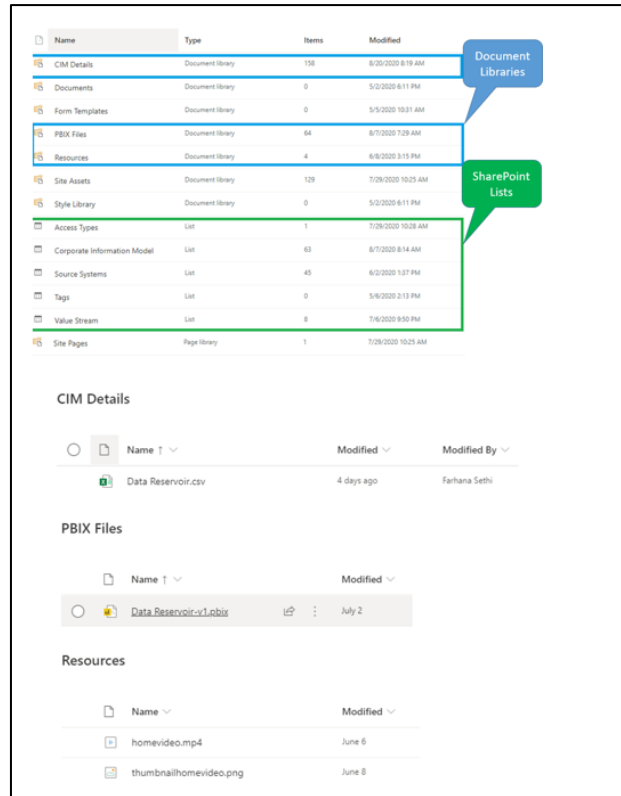 Name Type Items Modified
CIM Details Document library 158 8/20/2020 8:19 AM
Document
Libraries
Documents Document library 0 5/2/2020 6:11 PM
Form Templates Document library 0 5/5/2020 10:31 AM
PBIX Files Document library 64 8/7/2020 7:29 AM
Resources Document library 4 6/8/2020 3:15 PM
Site Assets Document library 129 7/29/2020 10:25 AM
SharePoint
Lists
Style Library Document library 0 5/2/2020 6:11 PM
Access Types List 1 7/29/2020 10:28 AM
Corporate Information Model List 63 8/7/2020 8:14 AM
Source Systems List 45 6/2/2020 1:07 PM
Tags List 0 5/6/2020 2:13 PM
Value Stream List 8 7/6/2020 9:50 PM
Site Pages Page library 1 7/29/2020 10:25 AM
CIM Details
Name ↑ Modified Modified By
Data Reservoir.csv 4 days ago Farhana Sethi
PBIX Files
Name ↑ Modified
Data Reservoir-v1.pbix July 2
Resources
Name Modified
homevideo.mp4 June 6
thumbnailhomevideo.png June 8